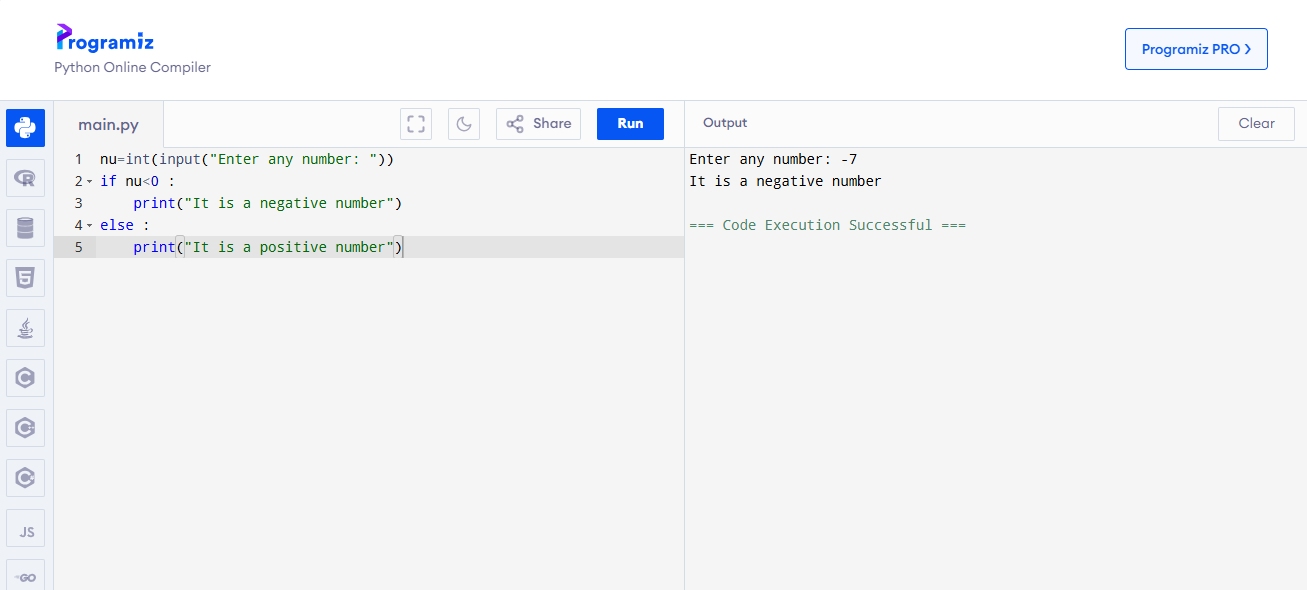 Programiz
Python Online Compiler
Programiz PRO >
main.py
Share
Run
Output
Clear
1 nu=int(input("Enter any number: "))
2 if nu<0 :
3     print("It is a negative number")
4 else :
5     print("It is a positive number")
Enter any number: -7
It is a negative number
=== Code Execution Successful ===
R
5
C
C+
C
JS
GO